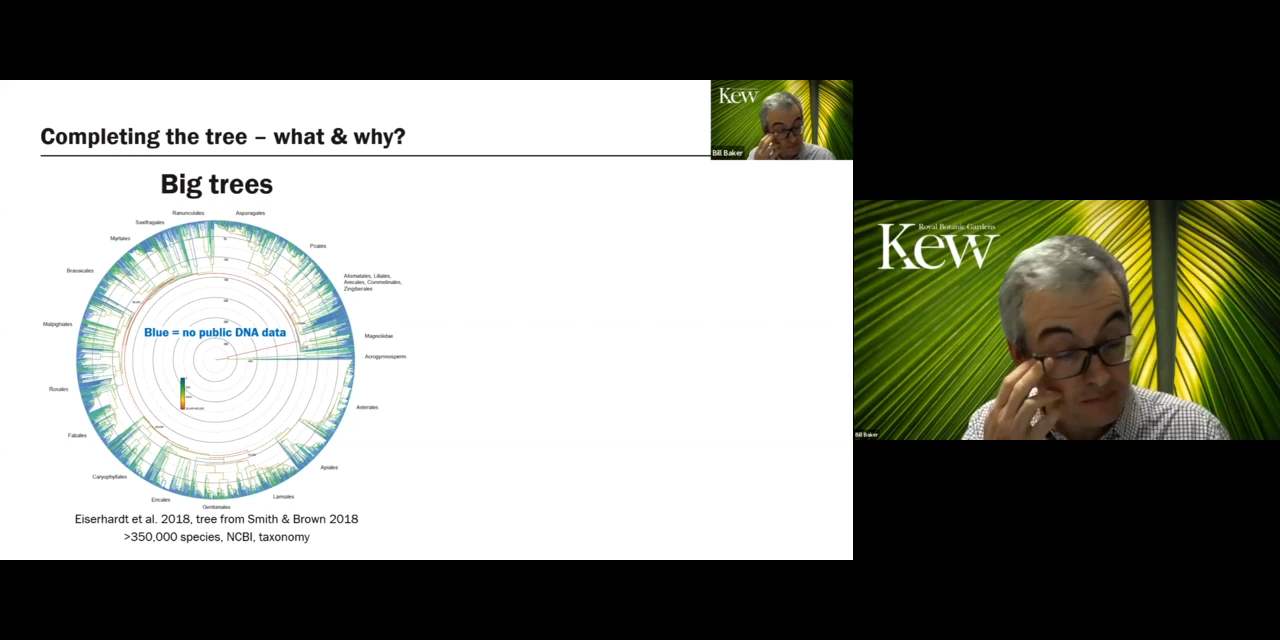 Completing the tree – what & why?
Kew
Bill Baker
Big trees
Ranunculales
Asparagales
Saxifragales
Myrtales
Poales
Brassicales
Alismatales, Liliales,
Arecales, Commelinales,
Zingiberales
Malpighiales
Blue = no public DNA data
Magnoliidae
Acrogymnosperm
Rosales
Asterales
Fabales
Apiales
Caryophyllales
Ericales
Lamiales
Gentianales
Eiserhardt et al. 2018, tree from Smith & Brown 2018
>350,000 species, NCBI, taxonomy
Royal Botanic Gardens
Kew
Bill Baker